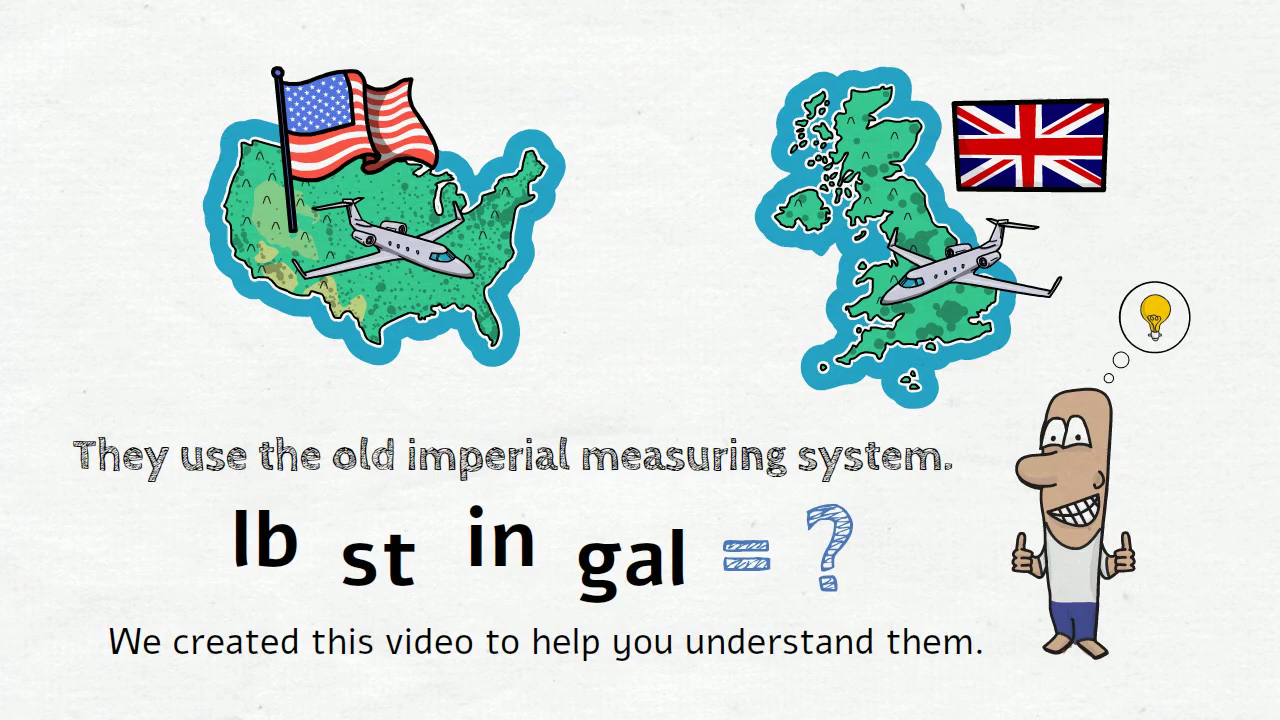 They use the old imperial measuring system.
lb st in gal = ?
We created this video to help you understand them.